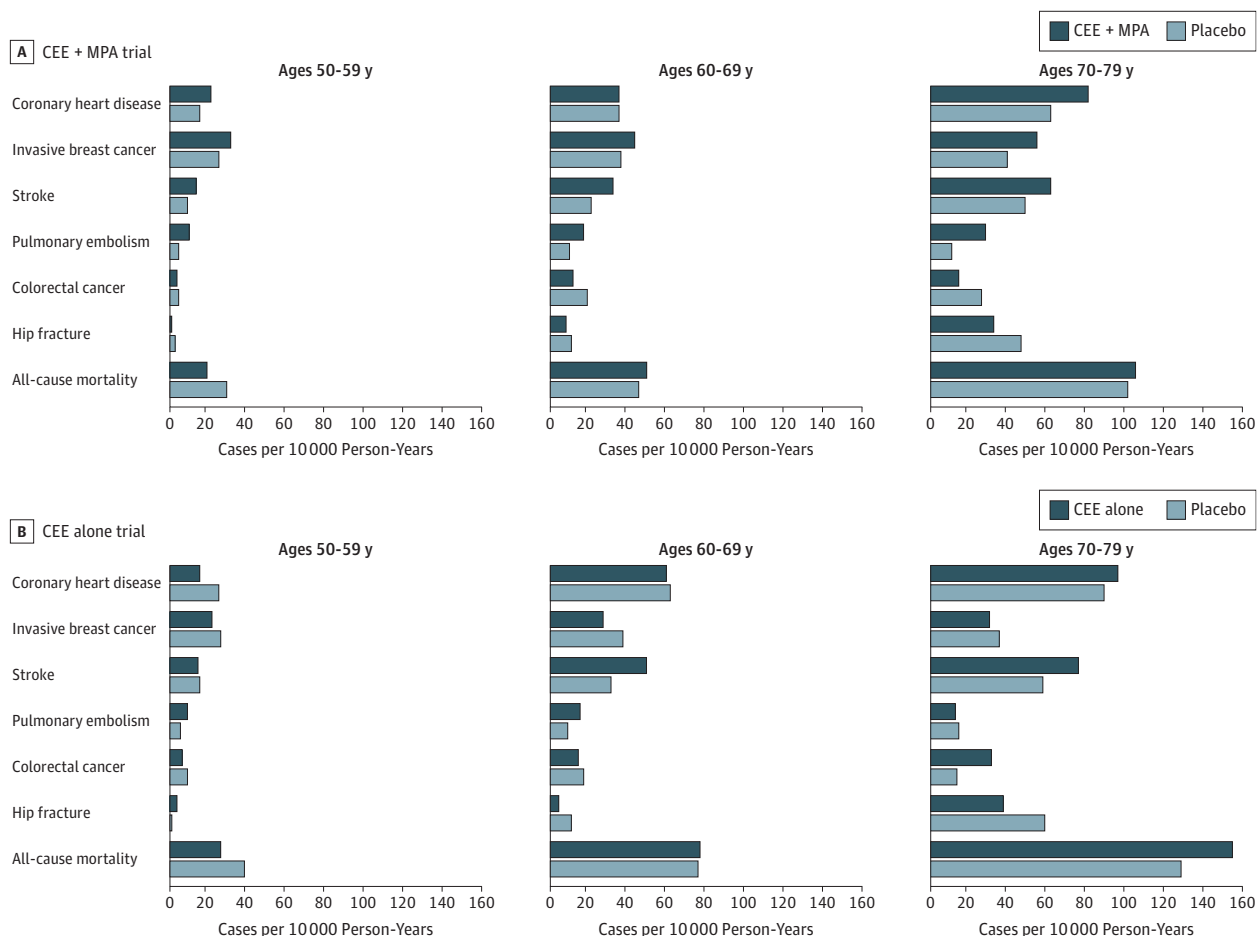 CEE + MPA Placebo
A CEE + MPA trial
Ages 50-59 y Ages 60-69 y Ages 70-79 y
Coronary heart disease
Invasive breast cancer
Stroke
Pulmonary embolism
Colorectal cancer
Hip fracture
All-cause mortality
0 20 40 60 80 100 120 140 160 0 20 40 60 80 100 120 140 160 0 20 40 60 80 100 120 140 160
Cases per 10 000 Person-Years Cases per 10 000 Person-Years Cases per 10 000 Person-Years
CEE alone Placebo
B CEE alone trial
Ages 50-59 y Ages 60-69 y Ages 70-79 y
Coronary heart disease
Invasive breast cancer
Stroke
Pulmonary embolism
Colorectal cancer
Hip fracture
All-cause mortality
0 20 40 60 80 100 120 140 160 0 20 40 60 80 100 120 140 160 0 20 40 60 80 100 120 140 160
Cases per 10 000 Person-Years Cases per 10 000 Person-Years Cases per 10 000 Person-Years